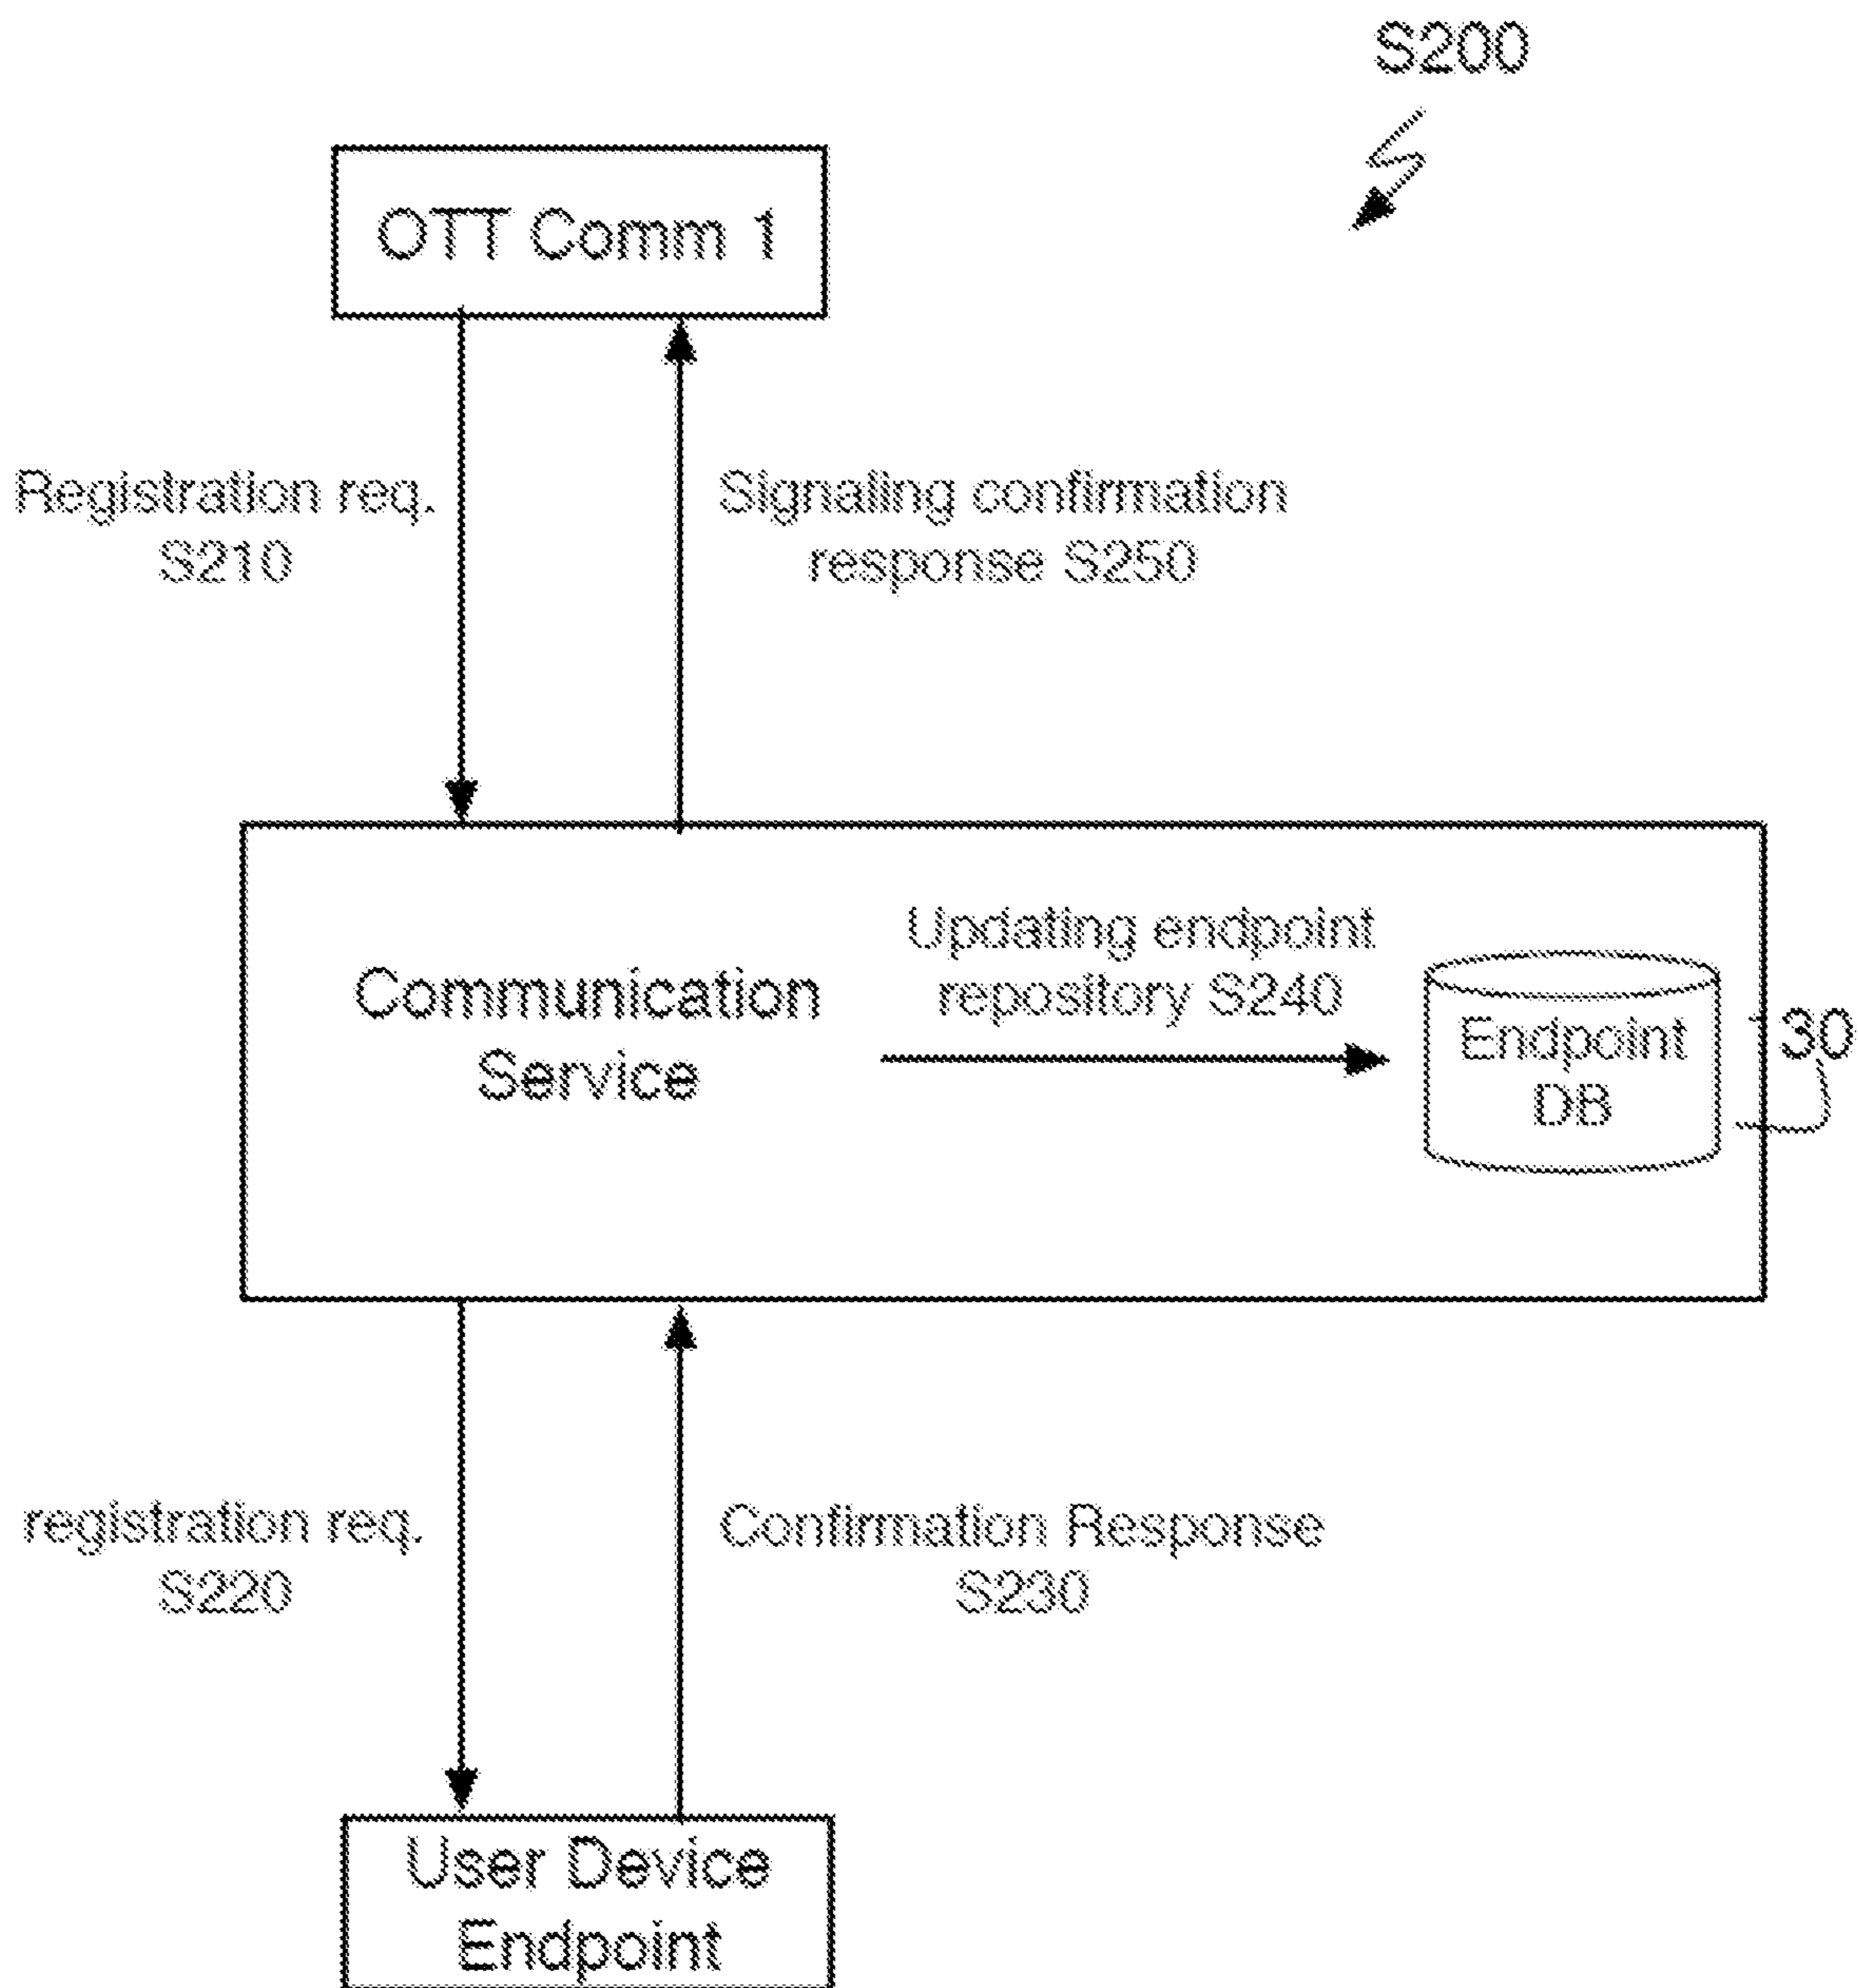 S200
OTT Comm 1
Registration req.
S210
Signaling confirmation
response S250
Communication
Service
Updating endpoint
repository S240
Endpoint
DB
30
registration req.
S220
Confirmation Response
S230
User Device
Endpoint